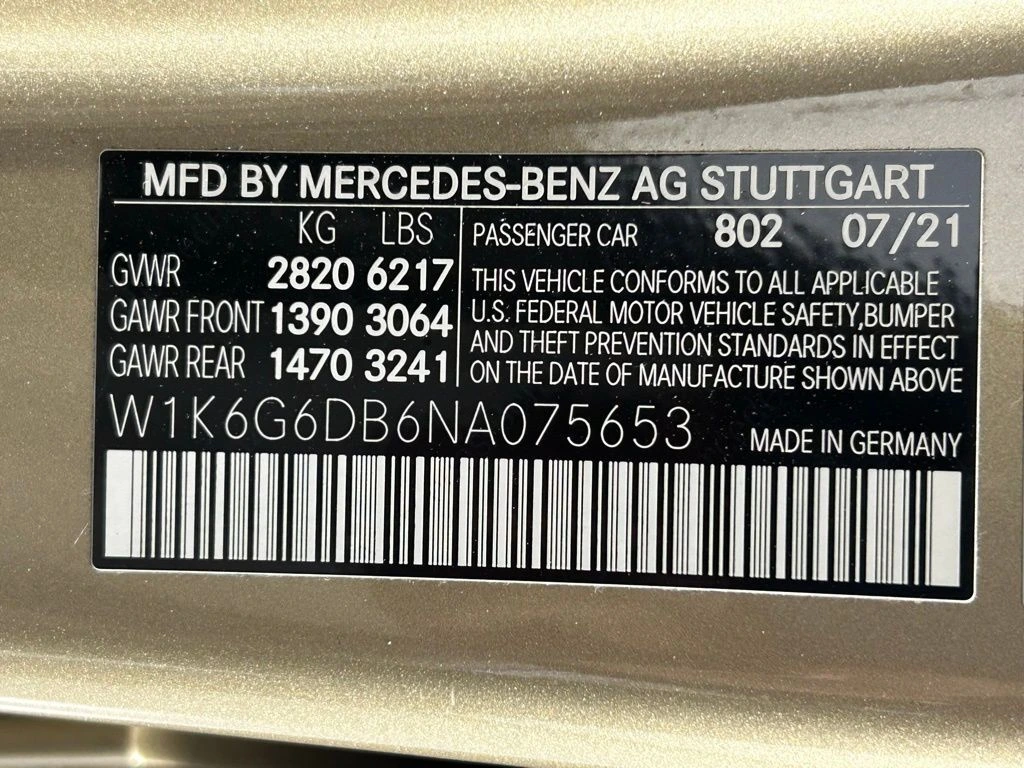 MFD BY MERCEDES-BENZ AG STUTTGART
KG LBS
GVWR 2820 6217
GAWR FRONT 1390 3064
GAWR REAR 1470 3241
PASSENGER CAR 802 07/21
THIS VEHICLE CONFORMS TO ALL APPLICABLE
U.S. FEDERAL MOTOR VEHICLE SAFETY,BUMPER
AND THEFT PREVENTION STANDARDS IN EFFECT
ON THE DATE OF MANUFACTURE SHOWN ABOVE
W1K6G6DB6NA075653 MADE IN GERMANY